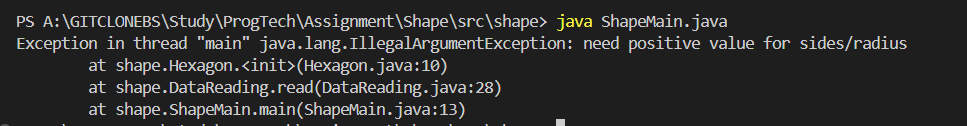 PS A:\GITCLONEBS\Study\ProgTech\Assignment\Shape\src\shape> java ShapeMain.java
Exception in thread "main" java.lang.IllegalArgumentException: need positive value for sides/radius
at shape.Hexagon.<init>(Hexagon.java:10)
at shape.DataReading.read(DataReading.java:28)
at shape.ShapeMain.main(ShapeMain.java:13)